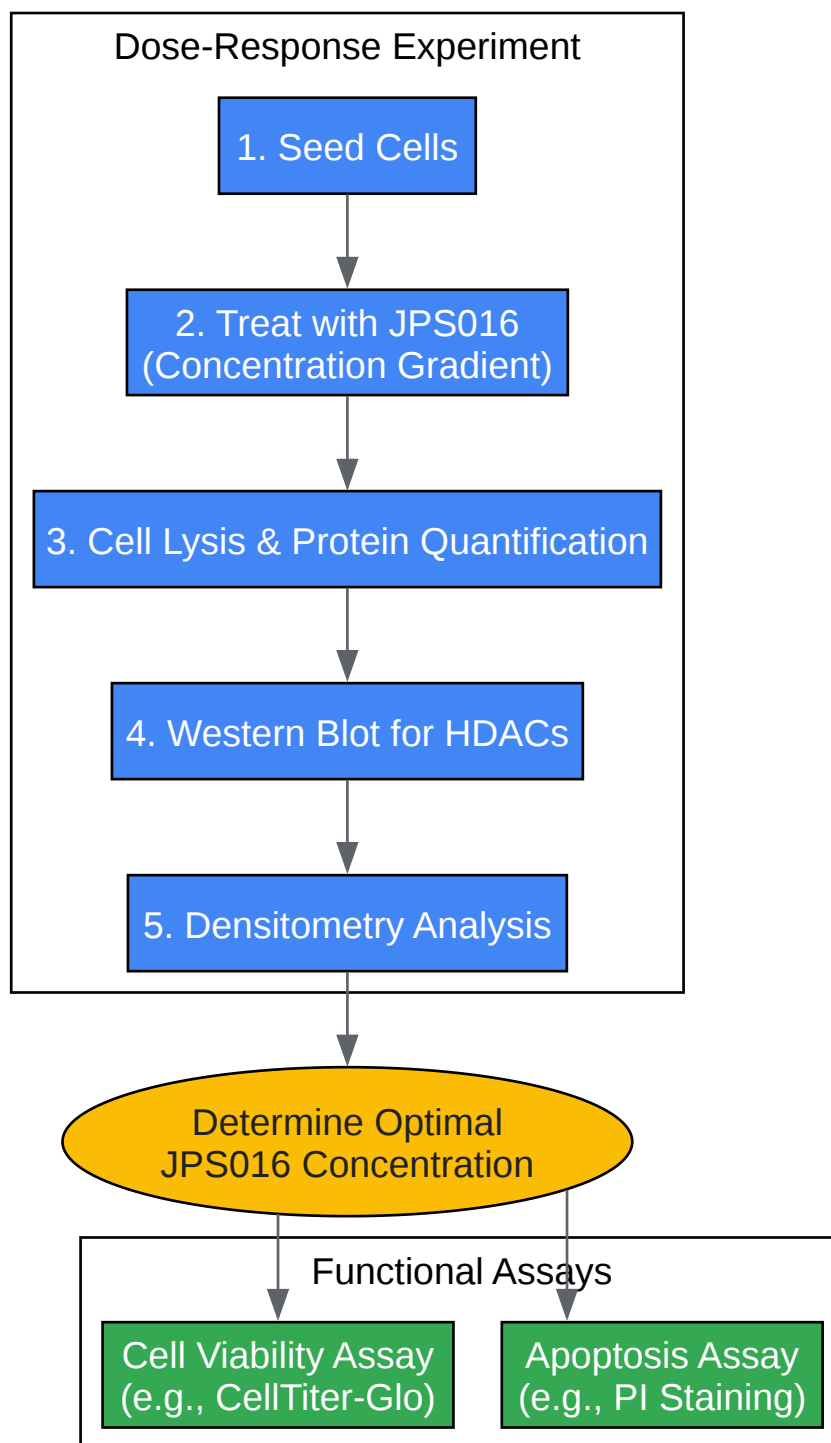 Dose-Response Experiment
1. Seed Cells
2. Treat with JPS016
(Concentration Gradient)
3. Cell Lysis & Protein Quantification
4. Western Blot for HDACs
5. Densitometry Analysis
Determine Optimal
JPS016 Concentration
Functional Assays
Cell Viability Assay
(e.g., CellTiter-Glo)
Apoptosis Assay
(e.g., PI Staining)